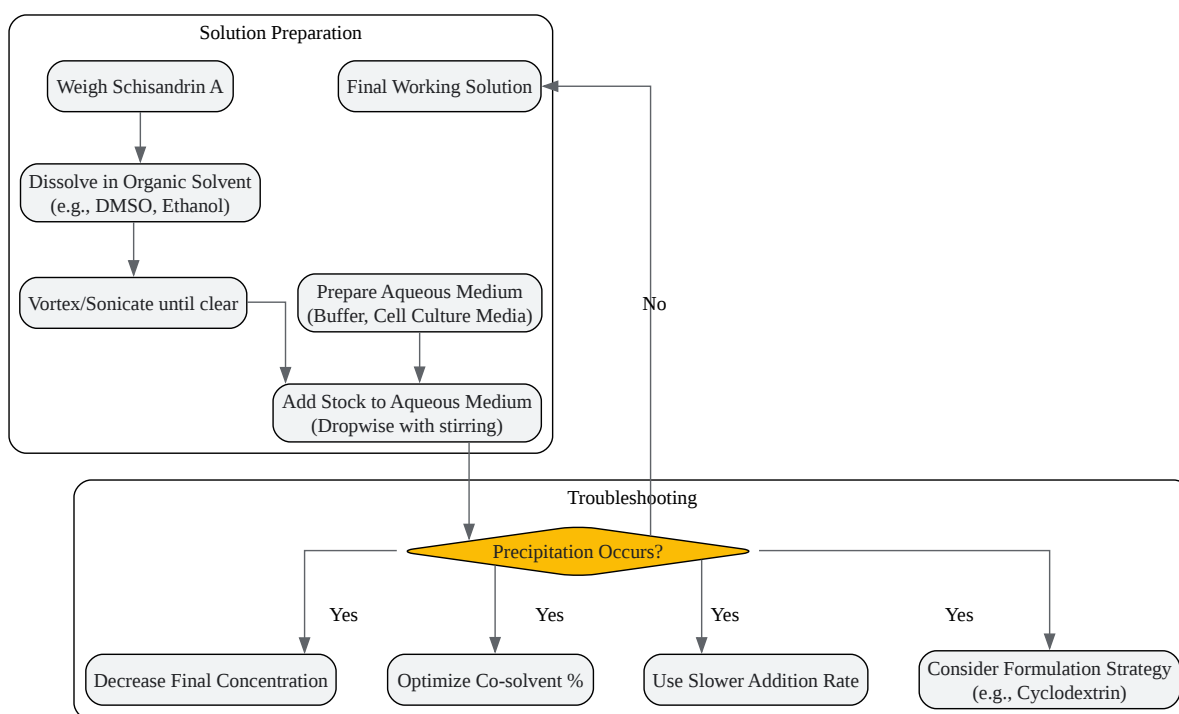 Solution Preparation
Weigh Schisandrin A
Final Working Solution
Dissolve in Organic Solvent
(e.g., DMSO, Ethanol)
Vortex/Sonicate until clear
Prepare Aqueous Medium
(Buffer, Cell Culture Media)
No
Add Stock to Aqueous Medium
(Dropwise with stirring)
Troubleshooting
Precipitation Occurs?
Yes
Yes
Yes
Yes
Decrease Final Concentration
Optimize Co-solvent %
Use Slower Addition Rate
Consider Formulation Strategy
(e.g., Cyclodextrin)